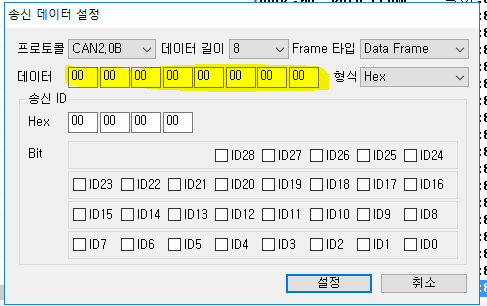 송신 데이터 설정
프로토콜 CAN2,0B 데이터 길이 8 Frame 타입 Data Frame
데이터 00 00 00 00 00 00 00 00 형식 Hex
송신 ID
Hex 00 00 00 00
Bit ID28 ID27 ID26 ID25 ID24
ID23 ID22 ID21 ID20 ID19 ID18 ID17 ID16
ID15 ID14 ID13 ID12 ID11 ID10 ID9 ID8
ID7 ID6 ID5 ID4 ID3 ID2 ID1 ID0
설정 취소